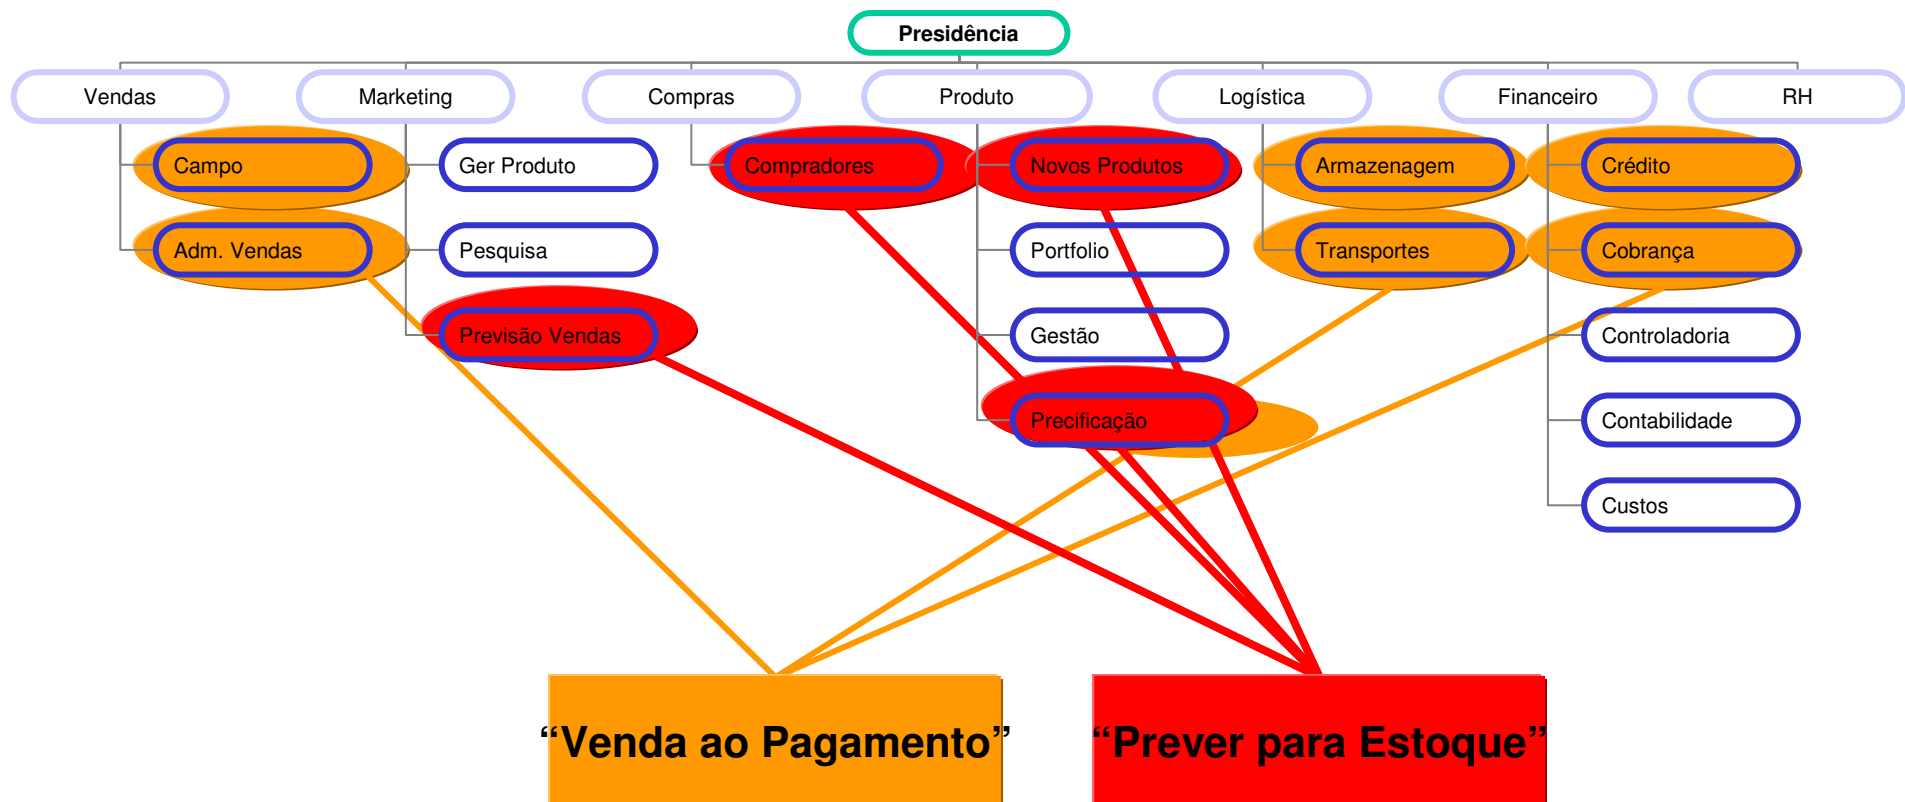 Presidência
Vendas
Marketing
Compras
Produto
Logística
Financeiro
RH
Campo
Ger Produto
Compradores
Novos Produtos
Armazenagem
Crédito
Adm. Vendas
Pesquisa
Portfolio
Transportes
Cobrança
Previsão Vendas
Gestão
Controladoria
Precificação
Contabilidade
Custos
“Venda ao Pagamento”
“Prever para Estoque”